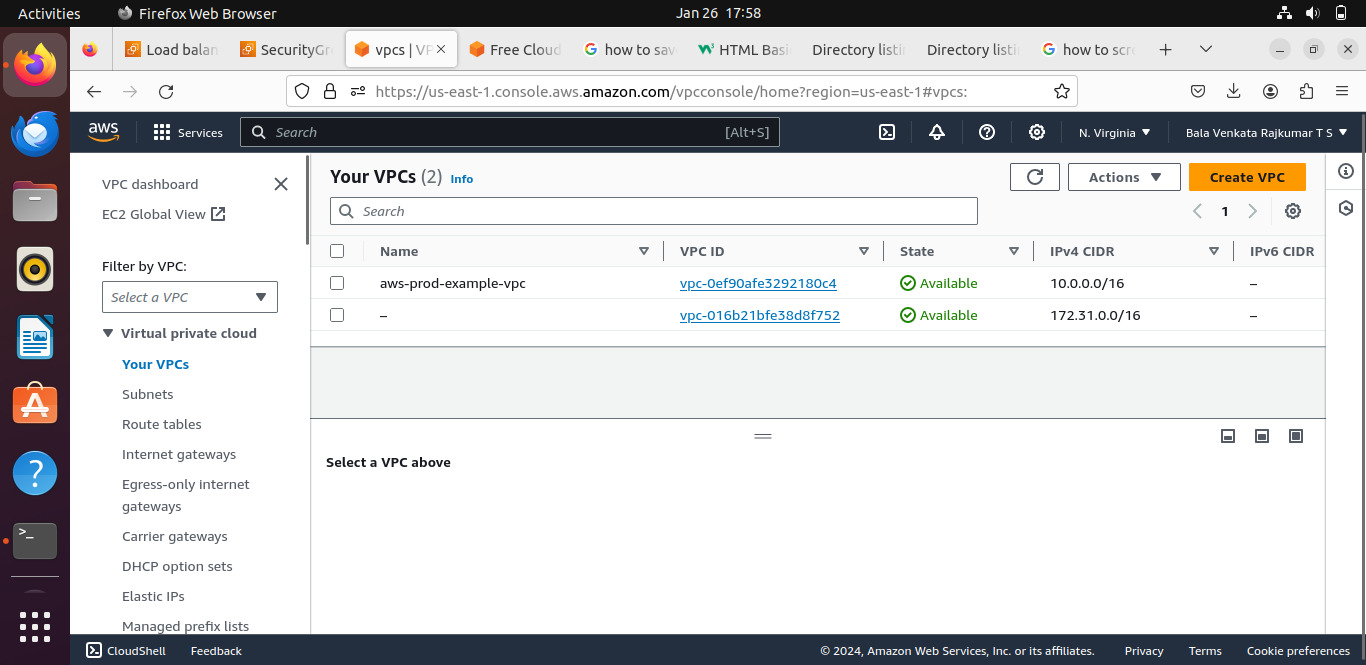 Activities Firefox Web Browser Jan 26 17:58
Load balan SecurityGr vpcs | VP Free Cloud how to sav HTML Basi Directory listi Directory listi how to scr
https://us-east-1.console.aws.amazon.com/vpcconsole/home?region=us-east-1#vpcs:
aws Services Search [Alt+S] N. Virginia Bala Venkata Rajkumar T S
VPC dashboard
EC2 Global View
Filter by VPC:
Select a VPC
Virtual private cloud
Your VPCs
Subnets
Route tables
Internet gateways
Egress-only internet
gateways
Carrier gateways
DHCP option sets
Elastic IPs
Managed prefix lists
Your VPCs (2) Info
Actions Create VPC
Search 1
Name VPC ID State IPv4 CIDR IPv6 CIDR
aws-prod-example-vpc vpc-0ef90afe3292180c4 Available 10.0.0.0/16 –
– vpc-016b21bfe38d8f752 Available 172.31.0.0/16 –
Select a VPC above
CloudShell Feedback © 2024, Amazon Web Services, Inc. or its affiliates. Privacy Terms Cookie preferences